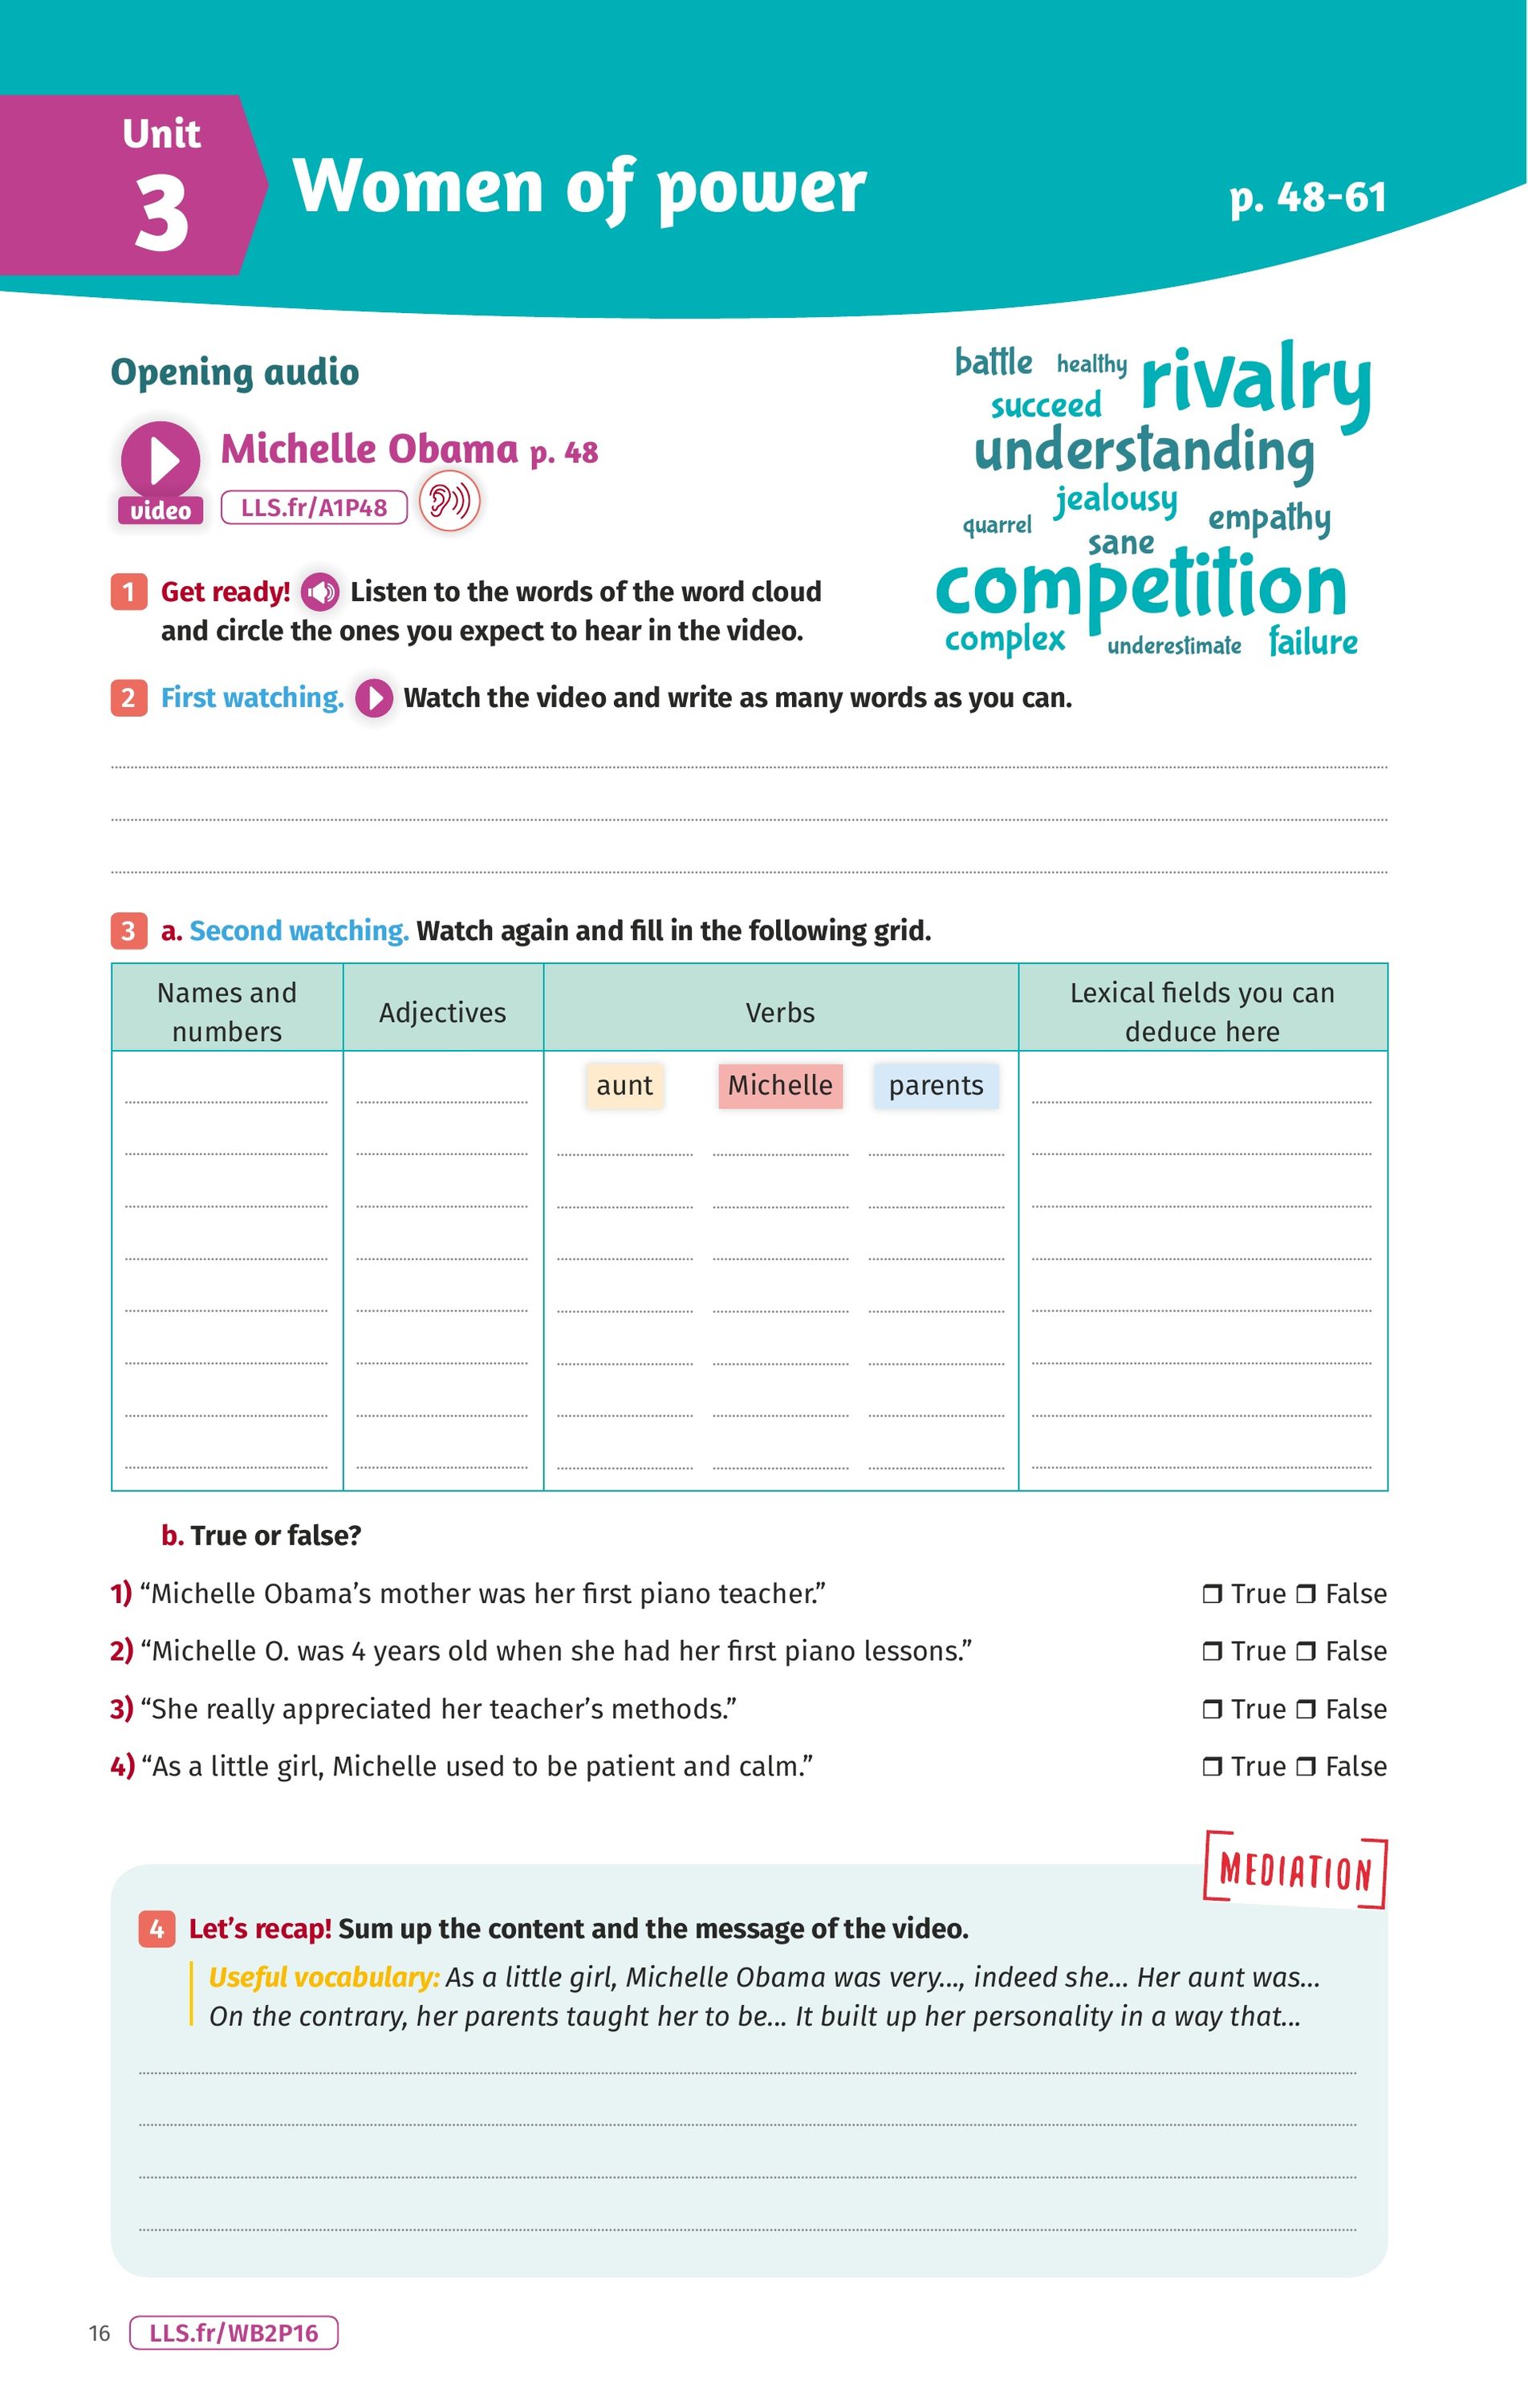 Unit
3
Women of power
p. 48-61
Opening audio
Michelle Obama p. 48
video
LLS.fr/A1P48
battle healthy rivalry
succeed
understanding
jealousy
quarrel empathy
sane
competition
complex underestimate failure
1 Get ready! Listen to the words of the word cloud
and circle the ones you expect to hear in the video.
2 First watching. Watch the video and write as many words as you can.
3 a. Second watching. Watch again and fill in the following grid.
Names and
numbers
Adjectives
Verbs
Lexical fields you can
deduce here
aunt Michelle parents
b. True or false?
1) “Michelle Obama’s mother was her first piano teacher.” ❒ True ❒ False
2) “Michelle O. was 4 years old when she had her first piano lessons.” ❒ True ❒ False
3) “She really appreciated her teacher’s methods.” ❒ True ❒ False
4) “As a little girl, Michelle used to be patient and calm.” ❒ True ❒ False
MEDIATION
4 Let’s recap! Sum up the content and the message of the video.
Useful vocabulary: As a little girl, Michelle Obama was very…, indeed she… Her aunt was…
On the contrary, her parents taught her to be… It built up her personality in a way that…
16 LLS.fr/WB2P16